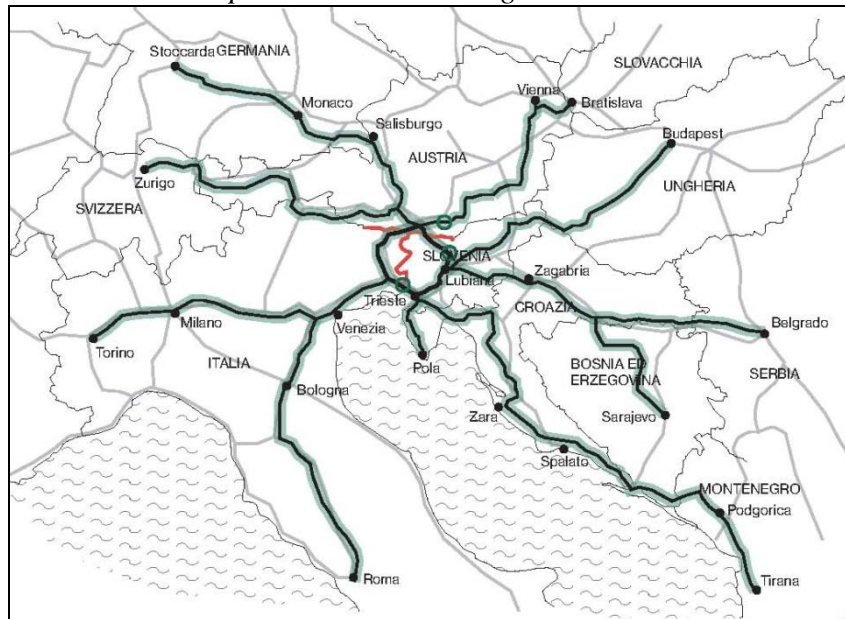 Stoccarda GERMANIA
SLOVACCHIA
Vienna
Bratislava
Monaco
Salisburgo
Budapest
AUSTRIA
Zurigo
UNGHERIA
SVIZZERA
SLOVENIA
Lubiana
Zagabria
Trieste
CROAZIA
Milano
Venezia
Belgrado
Torino
ITALIA
Pola
BOSNIA ED
ERZEGOVINA
SERBIA
Bologna
Zara
Sarajevo
Spalato
MONTENEGRO
Podgorica
Roma
Tirana